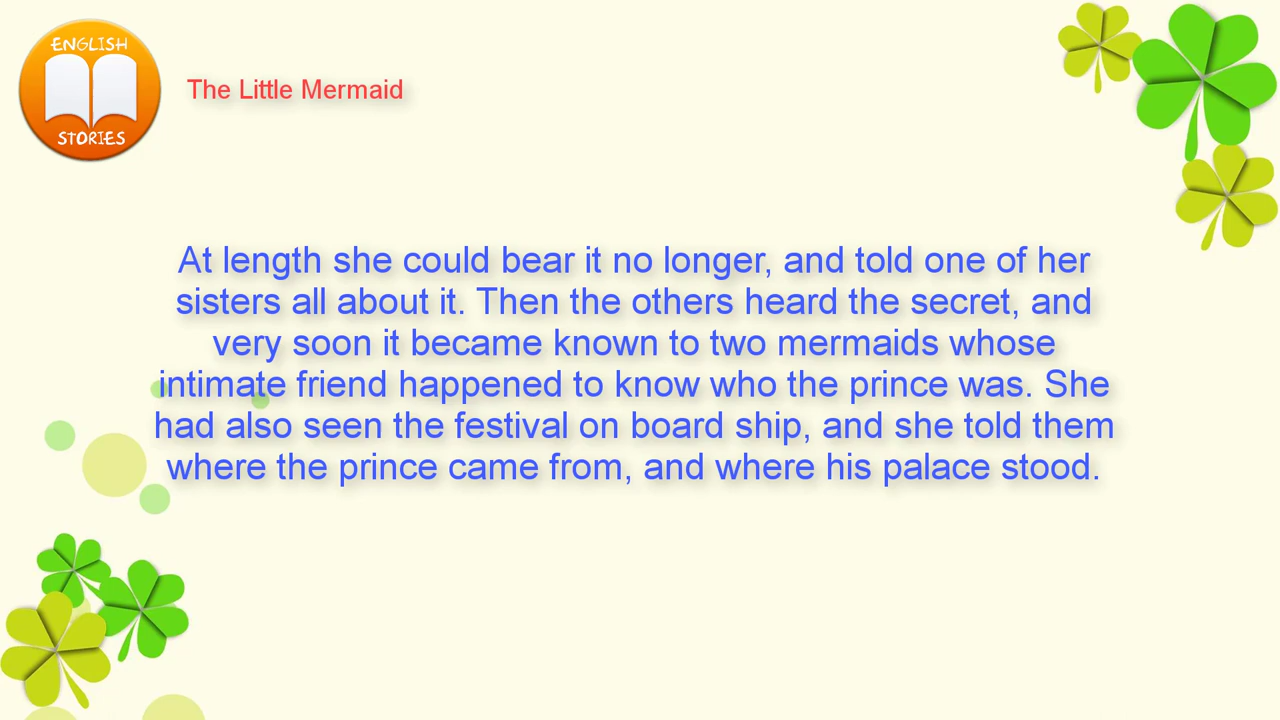 ENGLISH
STORIES
The Little Mermaid
At length she could bear it no longer, and told one of her
sisters all about it. Then the others heard the secret, and
very soon it became known to two mermaids whose
intimate friend happened to know who the prince was. She
had also seen the festival on board ship, and she told them
where the prince came from, and where his palace stood.